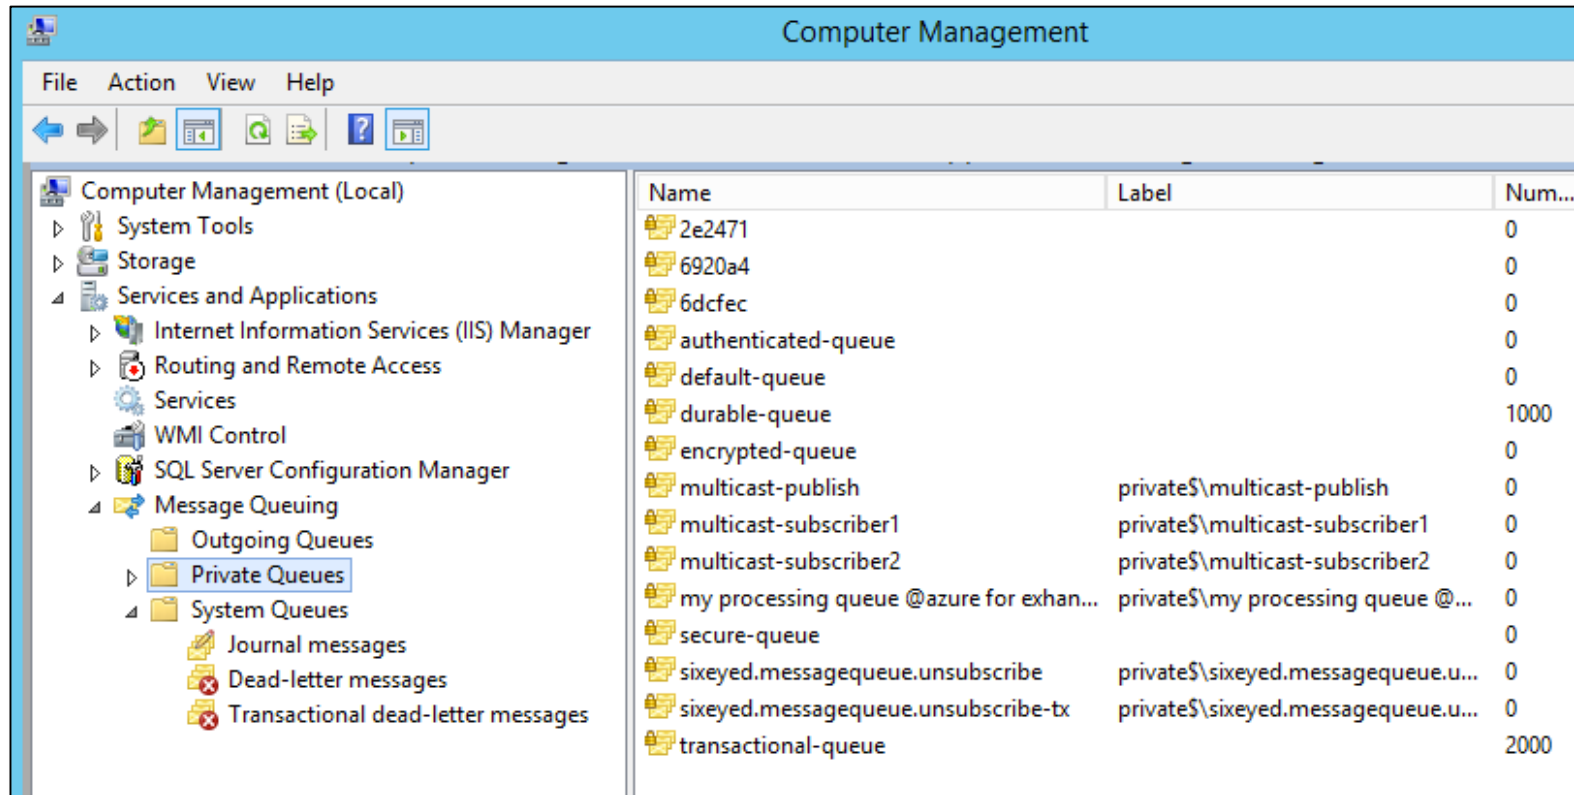 Computer Management
File Action View Help
Computer Management (Local)
System Tools
Storage
Services and Applications
Internet Information Services (IIS) Manager
Routing and Remote Access
Services
WMI Control
SQL Server Configuration Manager
Message Queuing
Outgoing Queues
Private Queues
System Queues
Journal messages
Dead-letter messages
Transactional dead-letter messages
Name Label Num...
2e2471 0
6920a4 0
6dcfec 0
authenticated-queue 0
default-queue 0
durable-queue 1000
encrypted-queue 0
multicast-publish private$\multicast-publish 0
multicast-subscriber1 private$\multicast-subscriber1 0
multicast-subscriber2 private$\multicast-subscriber2 0
my processing queue @azure for exhan... private$\my processing queue @... 0
secure-queue 0
sixeyed.messagequeue.unsubscribe private$\sixeyed.messagequeue.u... 0
sixeyed.messagequeue.unsubscribe-tx private$\sixeyed.messagequeue.u... 0
transactional-queue 2000